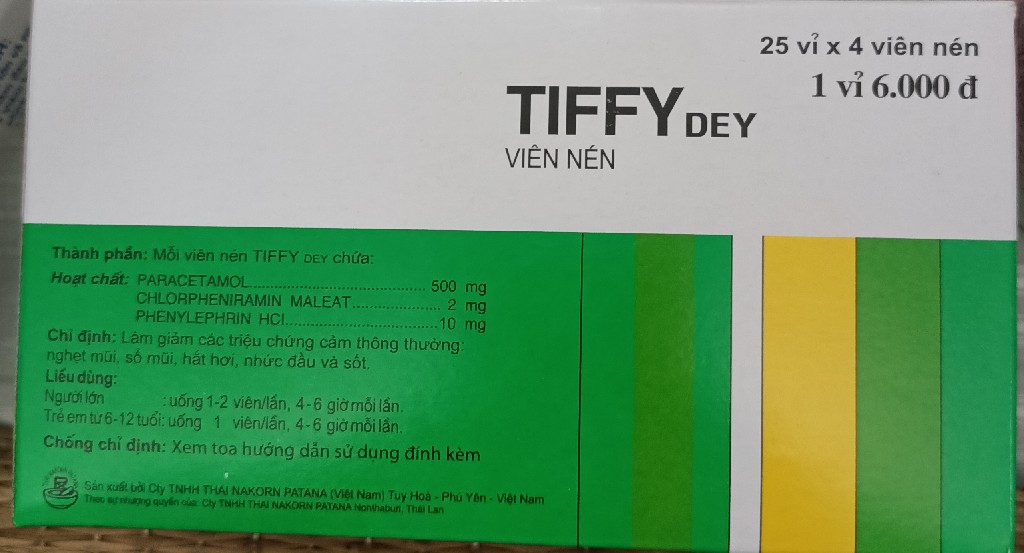 25 vỉ x 4 viên nén
1 vỉ 6.000 đ
TIFFY DEY
VIÊN NÉN
Thành phần: Mỗi viên nén TIFFY DEY chứa:
Hoạt chất: PARACETAMOL........................................ 500 mg
CHLORPHENIRAMIN MALEAT.................... 2 mg
PHENYLEPHRIN HCl..................................10 mg
Chỉ định: Làm giảm các triệu chứng cảm thông thường:
nghẹt mũi, sổ mũi, hắt hơi, nhức đầu và sốt.
Liều dùng:
Người lớn :uống 1-2 viên/lần, 4-6 giờ mỗi lần.
Trẻ em từ 6-12 tuổi: uống 1 viên/lần, 4-6 giờ mỗi lần.
Chống chỉ định: Xem toa hướng dẫn sử dụng đính kèm
Sản xuất bởi Cty TNHH THAI NAKORN PATANA (Việt Nam) Tuy Hoà - Phú Yên - Việt Nam
Theo sự nhượng quyền của: Cty TNHH THAI NAKORN PATANA Nonthaburi, Thái Lan